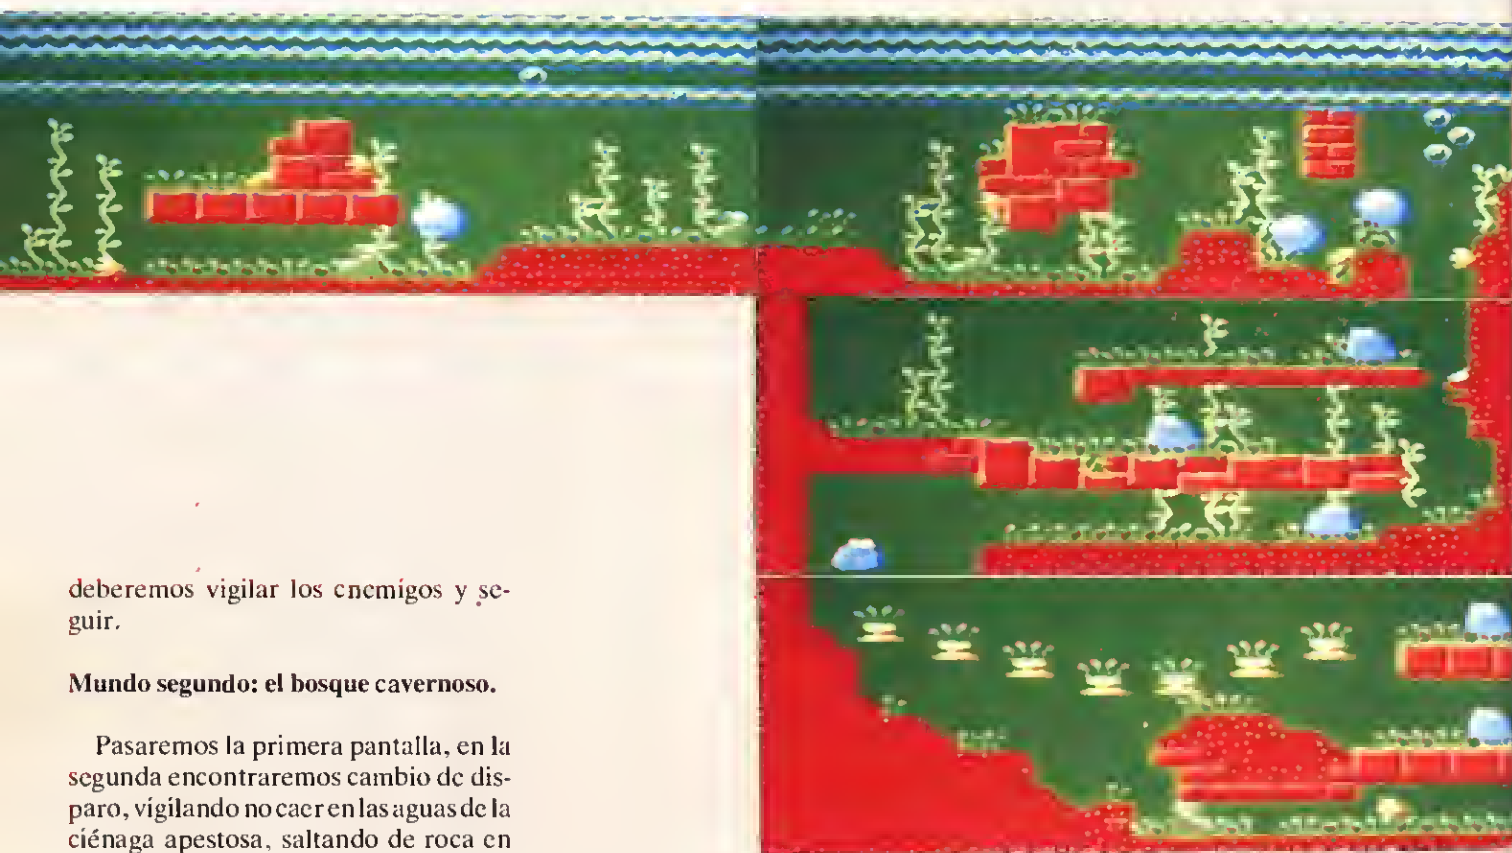 deberemos vigilar los enemigos y se-
guir.
Mundo segundo: el bosque cavernoso.
Pasaremos la primera pantalla, en la
segunda encontraremos cambio de dis-
paro, vigilando no caer en las aguas de la
ciénaga apestosa, saltando de roca en